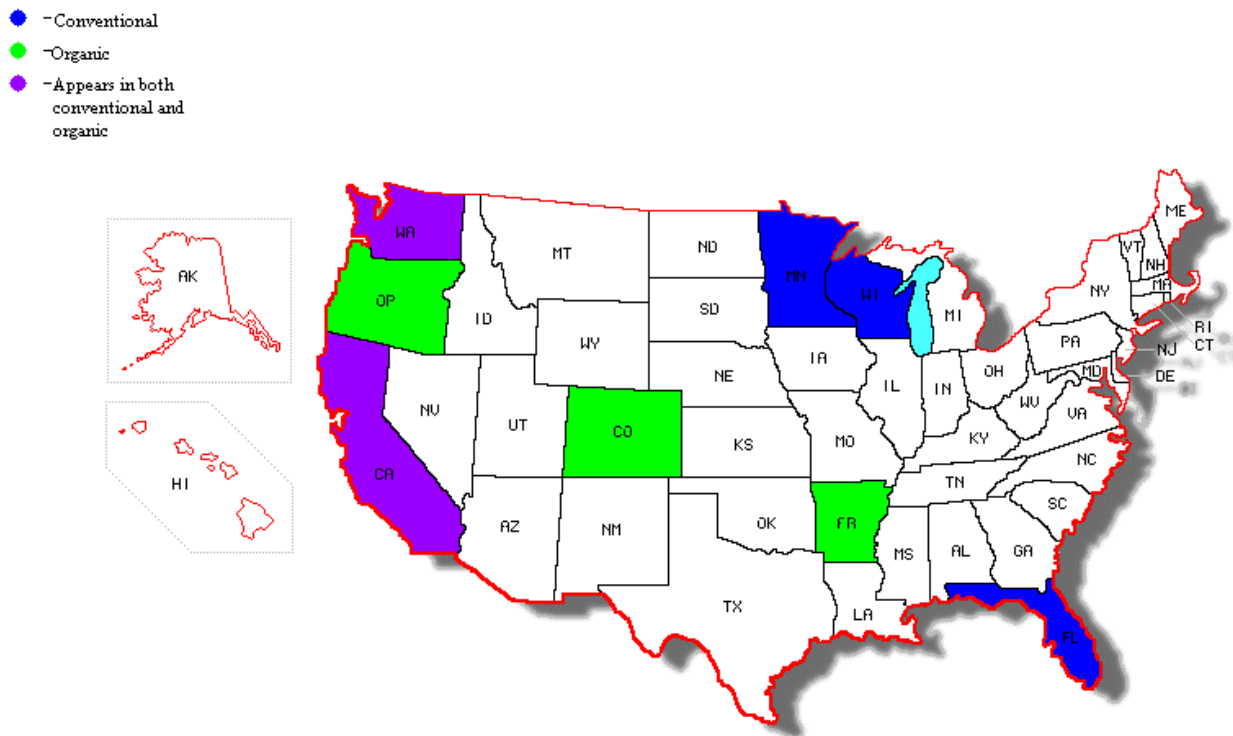 -Conventional
-Organic
-Appears in both
conventional and
organic
ME
WA
VT
ND
MT
NH
AK
MN
MA
OP
WI
NY
SD
MI
ID
RI
WY
PA
CT
IA
NJ
OH
NE
MD
DE
IL
IN
WV
NV
UT
VA
CO
KS
MO
KY
CA
NC
HI
TN
SC
OK
AZ
NM
FR
MS
AL
GA
TX
LA
FL